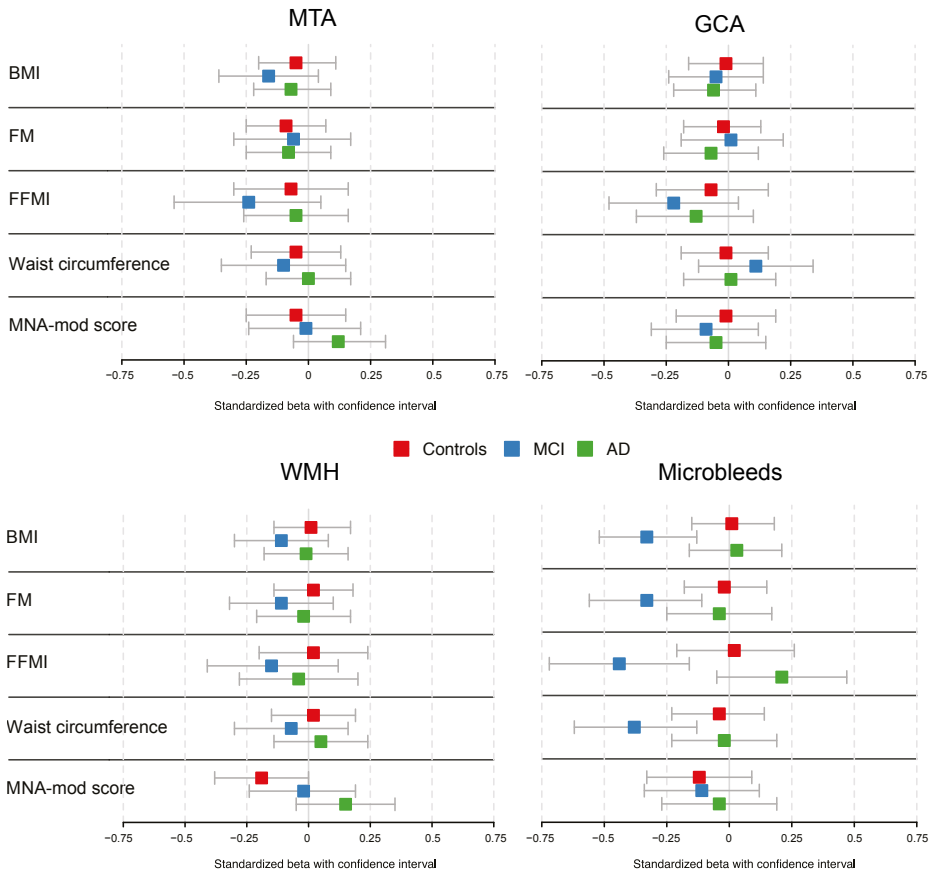 MTA
GCA
BMI
FM
FFMI
Waist circumference
MNA-mod score
−0.75 −0.5 −0.25 0 0.25 0.5 0.75
−0.75 −0.5 −0.25 0 0.25 0.5 0.75
Standardized beta with confidence interval
Standardized beta with confidence interval
Controls MCI AD
WMH
Microbleeds
BMI
FM
FFMI
Waist circumference
MNA-mod score
−0.75 −0.5 −0.25 0 0.25 0.5 0.75
−0.75 −0.5 −0.25 0 0.25 0.5 0.75
Standardized beta with confidence interval
Standardized beta with confidence interval